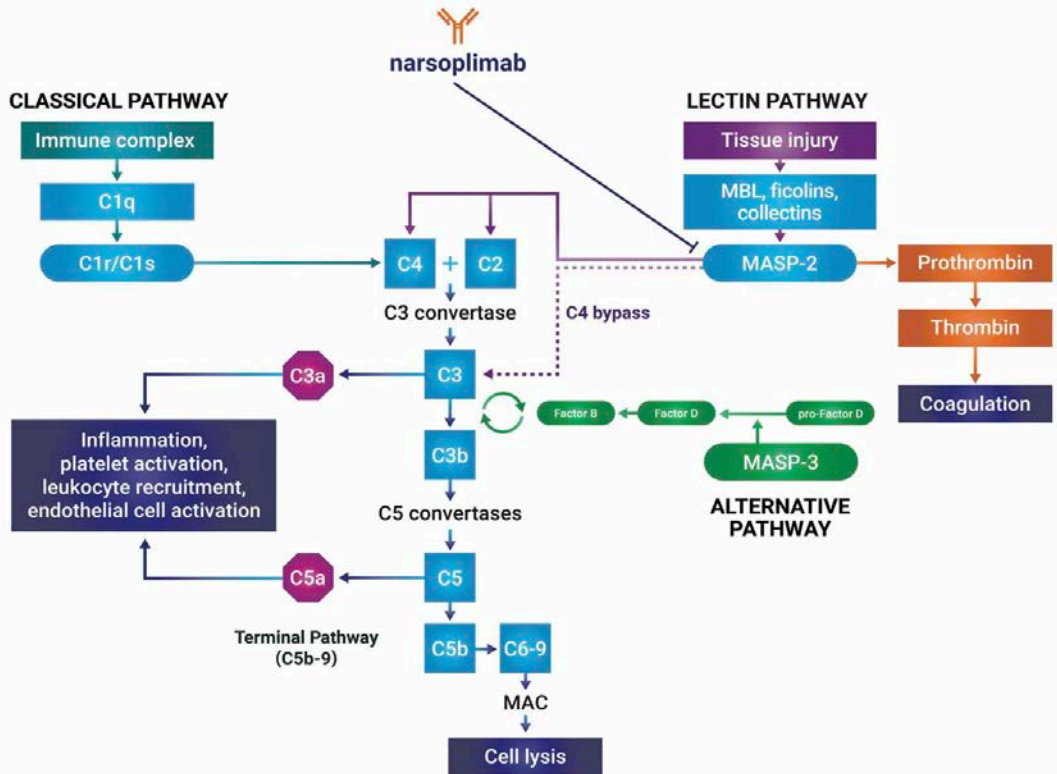 narsoplimab
CLASSICAL PATHWAY
Immune complex
C1q
C1r/C1s
LECTIN PATHWAY
Tissue injury
MBL, ficolins,
collectins
MASP-2
Prothrombin
Thrombin
Coagulation
C4 + C2
C3 convertase
C4 bypass
C3a
C3
Factor B
Factor D
pro-Factor D
MASP-3
ALTERNATIVE
PATHWAY
Inflammation,
platelet activation,
leukocyte recruitment,
endothelial cell activation
C3b
C5 convertases
C5a
C5
Terminal Pathway
(C5b-9)
C5b
C6-9
MAC
Cell lysis